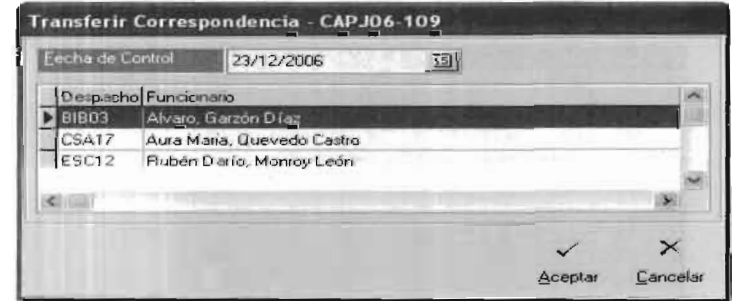 Transferir Correspondencia - CAPJ06-109
Fecha de Control 23/12/2006 35
Despacho Funcionario
BIB03 Alvaro, Garzón Díaz
CSA17 Aura Maria, Quevedo Castro
ESC12 Rubén Darío, Monroy León
Aceptar Cancelar